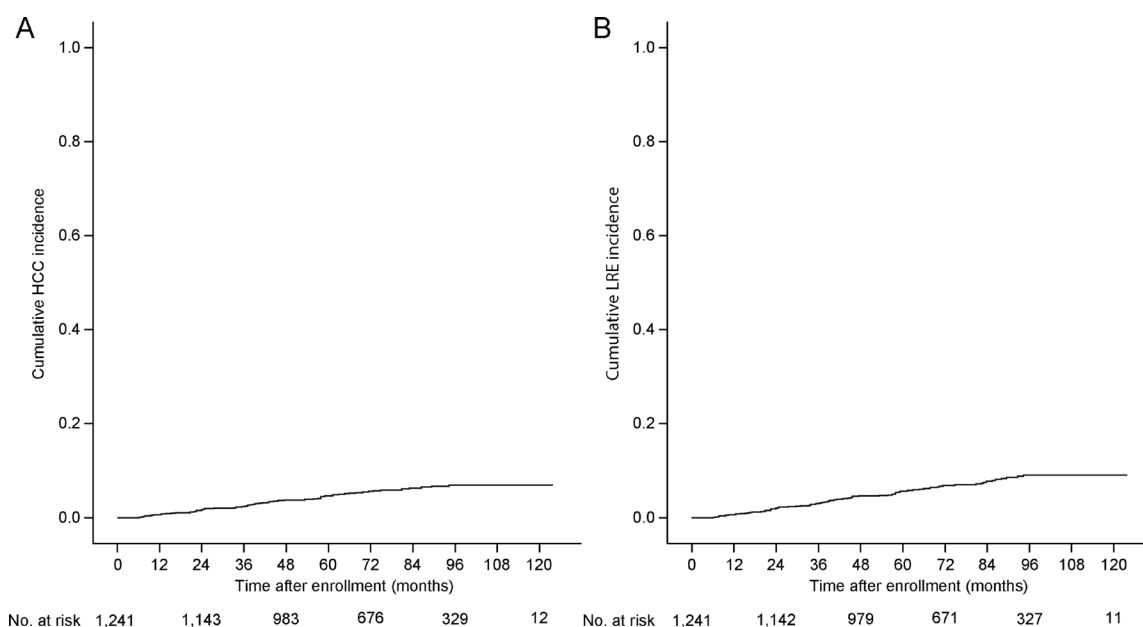 A
Cumulative HCC incidence
1.0
0.8
0.6
0.4
0.2
0.0
0 12 24 36 48 60 72 84 96 108 120
Time after enrollment (months)
No. at risk 1,241 1,143 983 676 329 12
B
Cumulative LRE incidence
1.0
0.8
0.6
0.4
0.2
0.0
0 12 24 36 48 60 72 84 96 108 120
Time after enrollment (months)
No. at risk 1,241 1,142 979 671 327 11